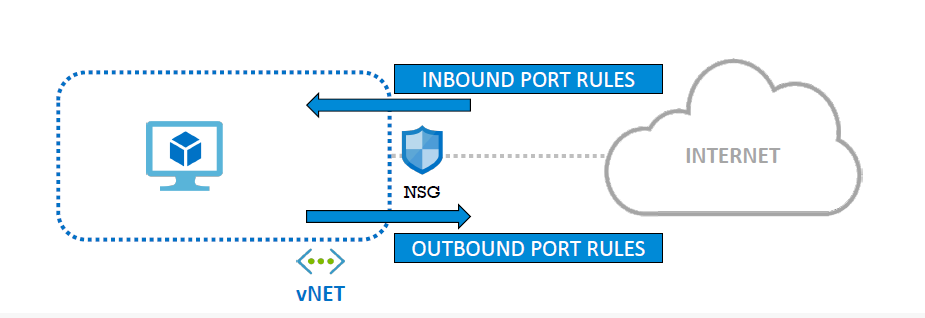 INBOUND PORT RULES
INTERNET
NSG
OUTBOUND PORT RULES
vNET